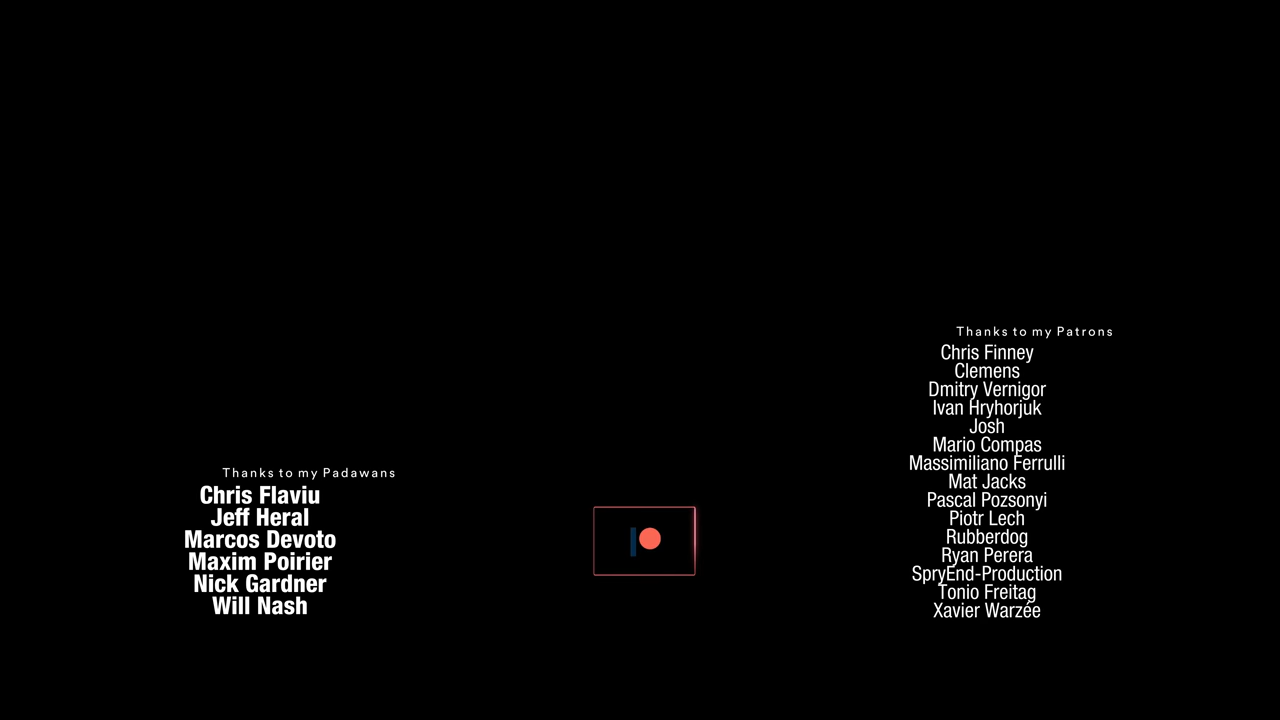 Thanks to my Padawans
Chris Flaviu
Jeff Heral
Marcos Devoto
Maxim Poirier
Nick Gardner
Will Nash
Thanks to my Patrons
Chris Finney
Clemens
Dmitry Vernigor
Ivan Hryhorjuk
Josh
Mario Compas
Massimiliano Ferrulli
Mat Jacks
Pascal Pozsonyi
Piotr Lech
Rubberdog
Ryan Perera
SpryEnd-Production
Tonio Freitag
Xavier Warzée